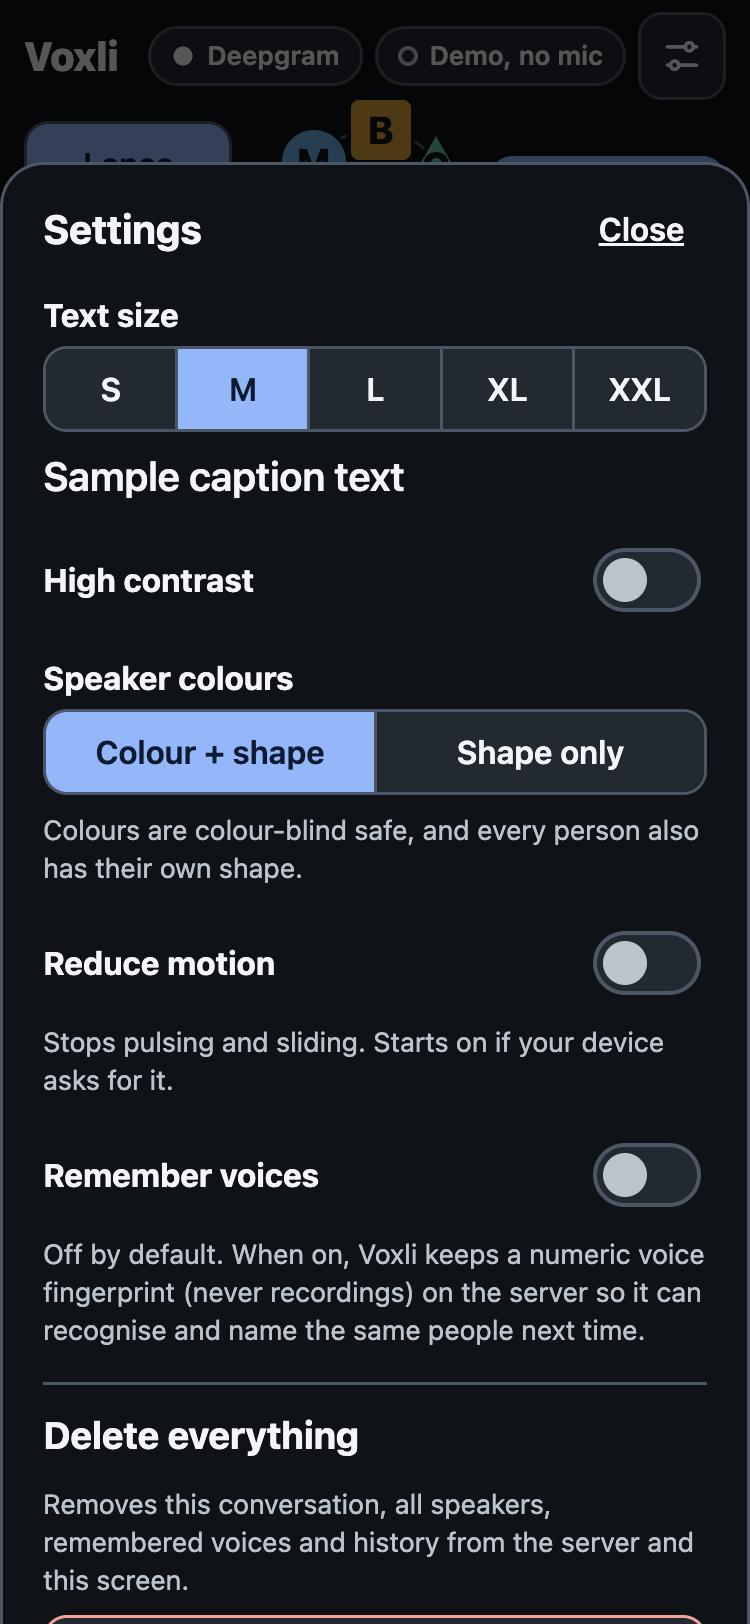 Voxli
Deepgram
Demo, no mic
B
Settings
Close
Text size
S
M
L
XL
XXL
Sample caption text
High contrast
Speaker colours
Colour + shape
Shape only
Colours are colour-blind safe, and every person also
has their own shape.
Reduce motion
Stops pulsing and sliding. Starts on if your device
asks for it.
Remember voices
Off by default. When on, Voxli keeps a numeric voice
fingerprint (never recordings) on the server so it can
recognise and name the same people next time.
Delete everything
Removes this conversation, all speakers,
remembered voices and history from the server and
this screen.